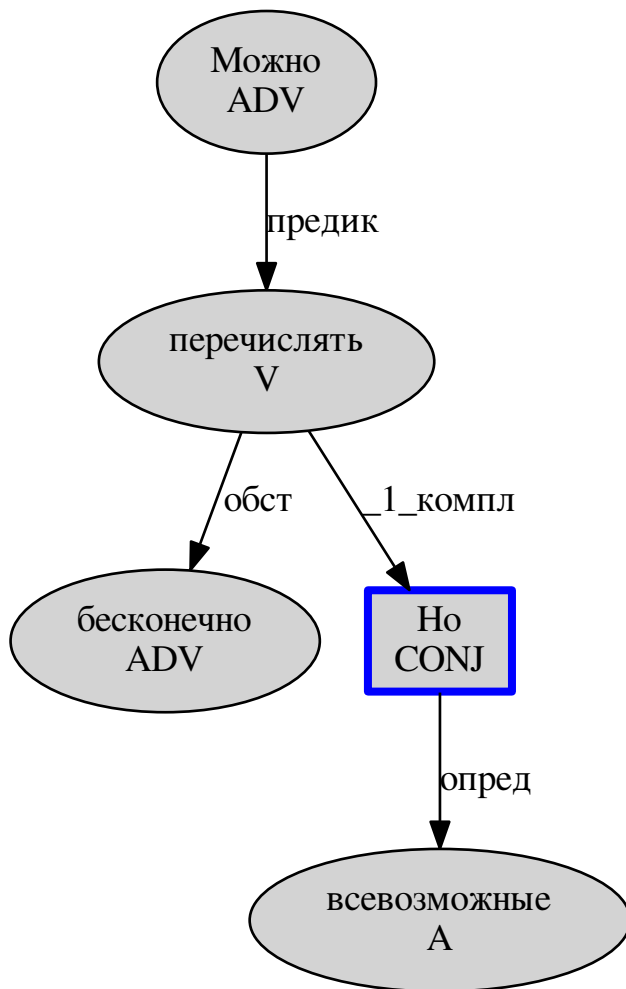 Можно
ADV
предик
перечислять
V
обст
_1_компл
бесконечно
ADV
Но
CONJ
опред
всевозможные
A